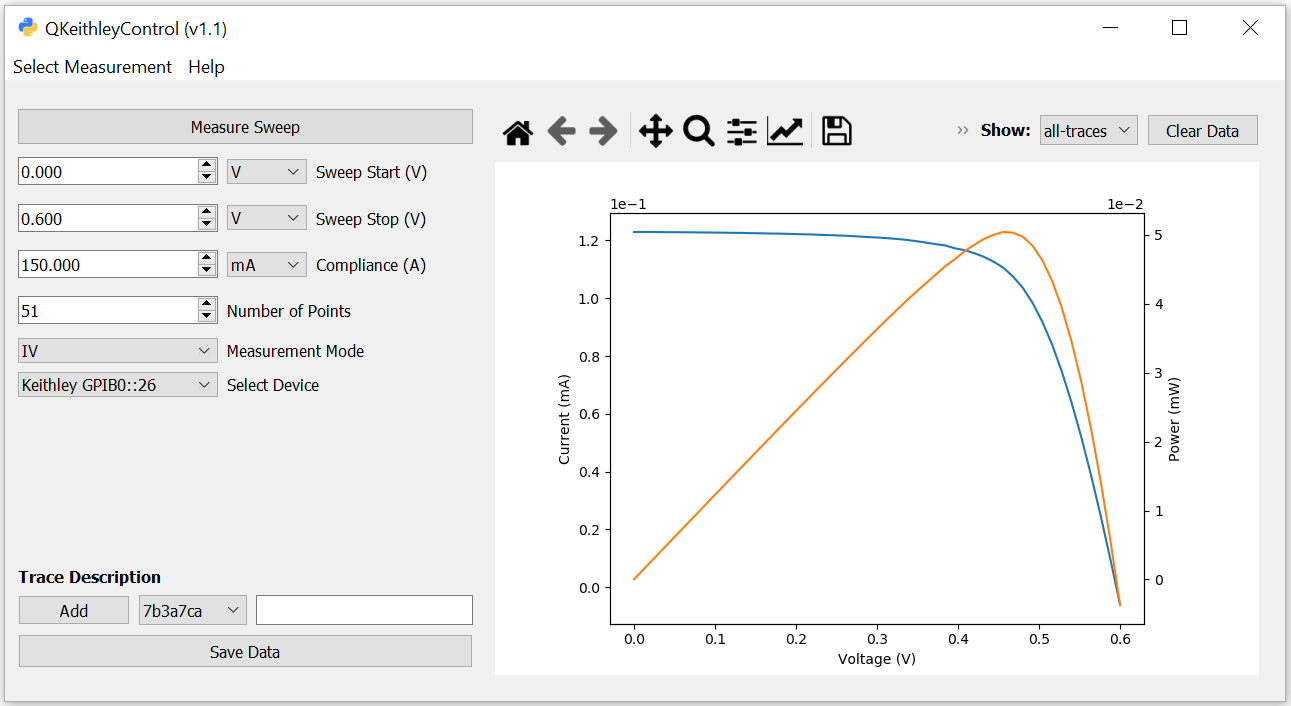 QKeithleyControl (v1.1)
Select Measurement Help
Measure Sweep
0.000 V Sweep Start (V)
0.600 V Sweep Stop (V)
150.000 mA Compliance (A)
51 Number of Points
IV Measurement Mode
Keithley GPIB0::26 Select Device
Trace Description
Add 7b3a7ca
Save Data
» Show: all-traces Clear Data
1e−1 1e−2
1.2
1.0
0.8
0.6
0.4
0.2
0.0
Current (mA)
5
4
3
2
1
0
Power (mW)
0.0 0.1 0.2 0.3 0.4 0.5 0.6
Voltage (V)